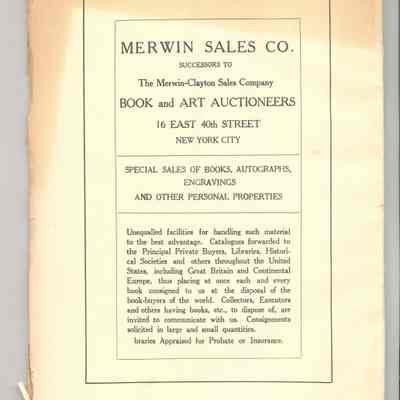 MERWIN SALES CO.
SUCCESSORS TO
The Merwin-Clayton Sales Company
BOOK and ART AUCTIONEERS
16 EAST 40th STREET
NEW YORK CITY
SPECIAL SALES OF BOOKS, AUTOGRAPHS,
ENGRAVINGS
AND OTHER PERSONAL PROPERTIES
Unequalled facilities for handling such material
to the best advantage. Catalogues forwarded to
the Principal Private Buyers, Libraries, Histori-
cal Societies and others throughout the United
States, including Great Britain and Continental
Europe, thus placing at once each and every
book consigned to us at the disposal of the
book-buyers of the world. Collectors, Executors
and others having books, etc., to dispose of, are
invited to communicate with us. Consignments
solicited in large and small quantities.
braries Appraised for Probate or Insurance.